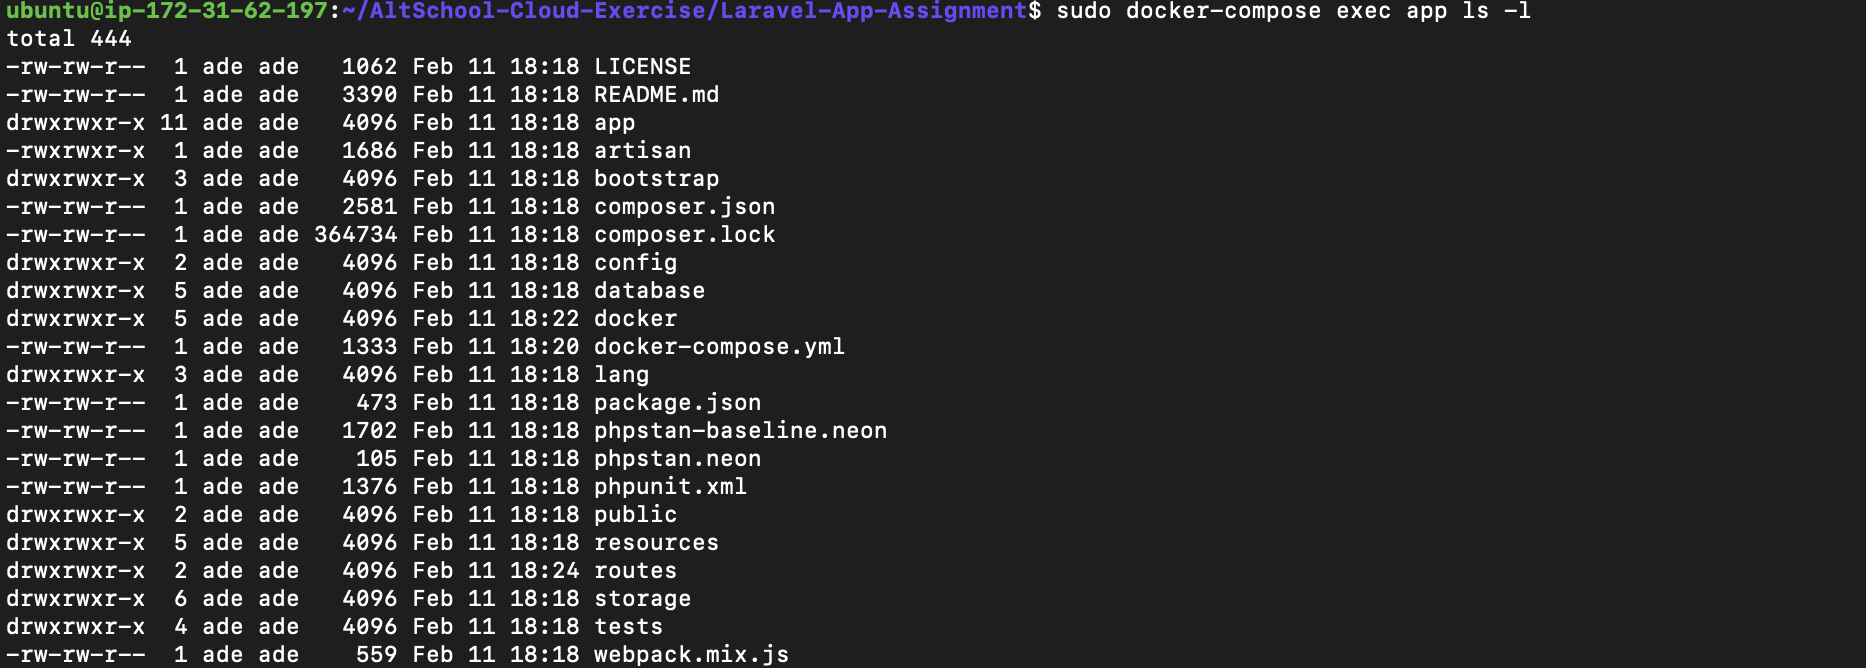 ubuntu@ip-172-31-62-197:~/AltSchool-Cloud-Exercise/Laravel-App-Assignment$ sudo docker-compose exec app ls -l
total 444
-rw-rw-r--  1 ade ade   1062 Feb 11 18:18 LICENSE
-rw-rw-r--  1 ade ade   3390 Feb 11 18:18 README.md
drwxrwxr-x 11 ade ade   4096 Feb 11 18:18 app
-rwxrwxr-x  1 ade ade   1686 Feb 11 18:18 artisan
drwxrwxr-x  3 ade ade   4096 Feb 11 18:18 bootstrap
-rw-rw-r--  1 ade ade   2581 Feb 11 18:18 composer.json
-rw-rw-r--  1 ade ade 364734 Feb 11 18:18 composer.lock
drwxrwxr-x  2 ade ade   4096 Feb 11 18:18 config
drwxrwxr-x  5 ade ade   4096 Feb 11 18:18 database
drwxrwxr-x  5 ade ade   4096 Feb 11 18:22 docker
-rw-rw-r--  1 ade ade   1333 Feb 11 18:20 docker-compose.yml
drwxrwxr-x  3 ade ade   4096 Feb 11 18:18 lang
-rw-rw-r--  1 ade ade    473 Feb 11 18:18 package.json
-rw-rw-r--  1 ade ade   1702 Feb 11 18:18 phpstan-baseline.neon
-rw-rw-r--  1 ade ade    105 Feb 11 18:18 phpstan.neon
-rw-rw-r--  1 ade ade   1376 Feb 11 18:18 phpunit.xml
drwxrwxr-x  2 ade ade   4096 Feb 11 18:18 public
drwxrwxr-x  5 ade ade   4096 Feb 11 18:18 resources
drwxrwxr-x  2 ade ade   4096 Feb 11 18:24 routes
drwxrwxr-x  6 ade ade   4096 Feb 11 18:18 storage
drwxrwxr-x  4 ade ade   4096 Feb 11 18:18 tests
-rw-rw-r--  1 ade ade    559 Feb 11 18:18 webpack.mix.js